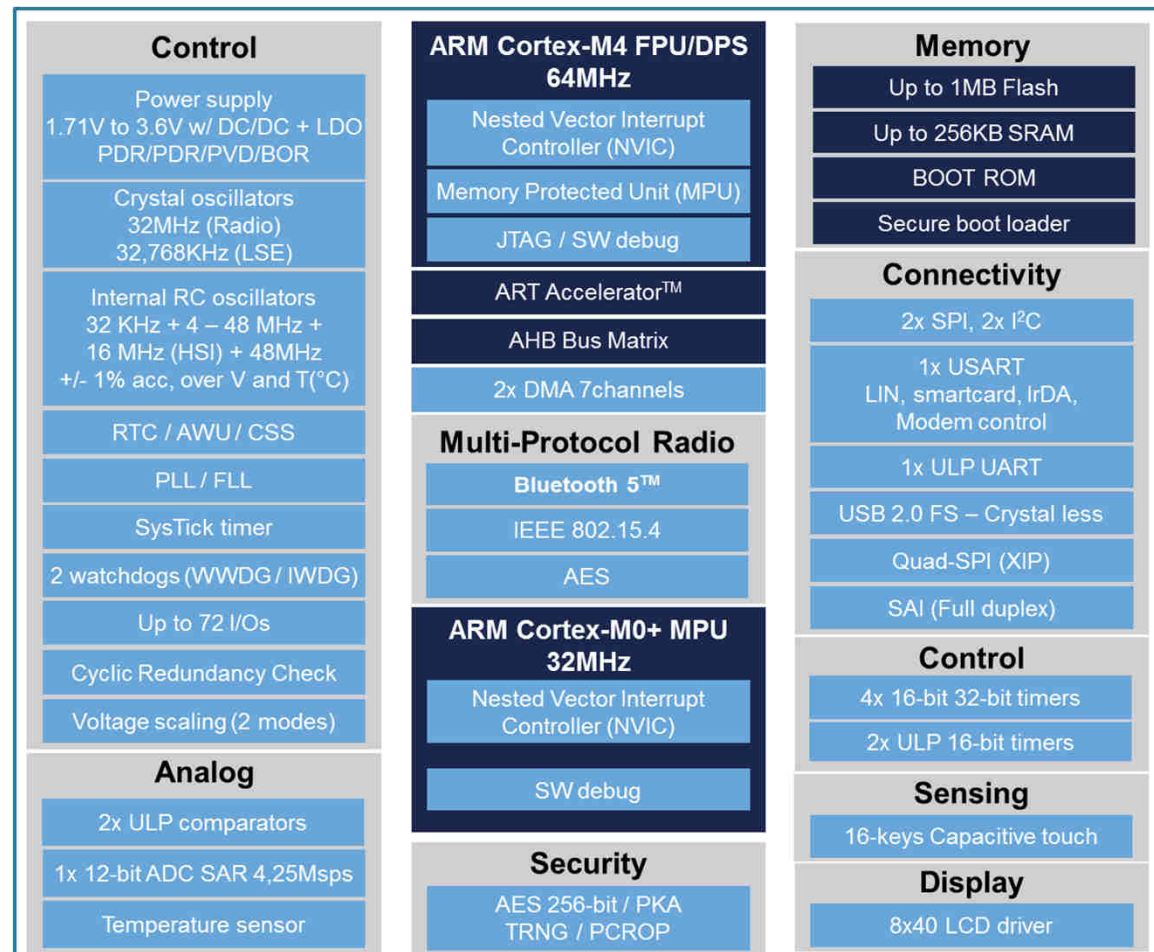 Control
Power supply
1.71V to 3.6V w/ DC/DC + LDO
PDR/PDR/PVD/BOR
Crystal oscillators
32MHz (Radio)
32,768KHz (LSE)
Internal RC oscillators
32 KHz + 4 – 48 MHz +
16 MHz (HSI) + 48MHz
+/- 1% acc, over V and T(°C)
RTC / AWU / CSS
PLL / FLL
SysTick timer
2 watchdogs (WWDG / IWDG)
Up to 72 I/Os
Cyclic Redundancy Check
Voltage scaling (2 modes)
Analog
2x ULP comparators
1x 12-bit ADC SAR 4,25Msps
Temperature sensor
ARM Cortex-M4 FPU/DPS
64MHz
Nested Vector Interrupt
Controller (NVIC)
Memory Protected Unit (MPU)
JTAG / SW debug
ART Accelerator™
AHB Bus Matrix
2x DMA 7channels
Multi-Protocol Radio
Bluetooth 5™
IEEE 802.15.4
AES
ARM Cortex-M0+ MPU
32MHz
Nested Vector Interrupt
Controller (NVIC)
SW debug
Security
AES 256-bit / PKA
TRNG / PCROP
Memory
Up to 1MB Flash
Up to 256KB SRAM
BOOT ROM
Secure boot loader
Connectivity
2x SPI, 2x I²C
1x USART
LIN, smartcard, IrDA,
Modem control
1x ULP UART
USB 2.0 FS – Crystal less
Quad-SPI (XIP)
SAI (Full duplex)
Control
4x 16-bit 32-bit timers
2x ULP 16-bit timers
Sensing
16-keys Capacitive touch
Display
8x40 LCD driver